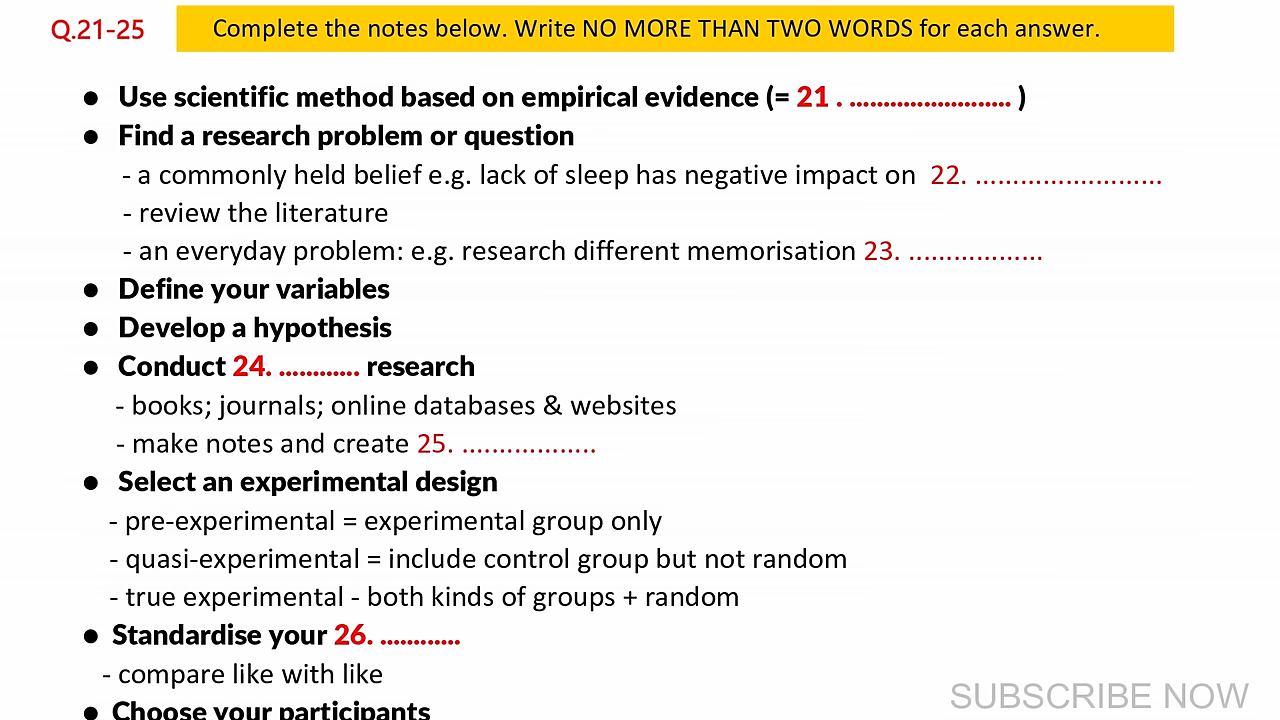 Q.21-25
Complete the notes below. Write NO MORE THAN TWO WORDS for each answer.
● Use scientific method based on empirical evidence (= 21 . ........................ )
● Find a research problem or question
- a commonly held belief e.g. lack of sleep has negative impact on 22. .........................
- review the literature
- an everyday problem: e.g. research different memorisation 23. ..................
● Define your variables
● Develop a hypothesis
● Conduct 24. ............ research
- books; journals; online databases & websites
- make notes and create 25. ..................
● Select an experimental design
- pre-experimental = experimental group only
- quasi-experimental = include control group but not random
- true experimental - both kinds of groups + random
● Standardise your 26. ............
- compare like with like
● Choose your participants
SUBSCRIBE NOW